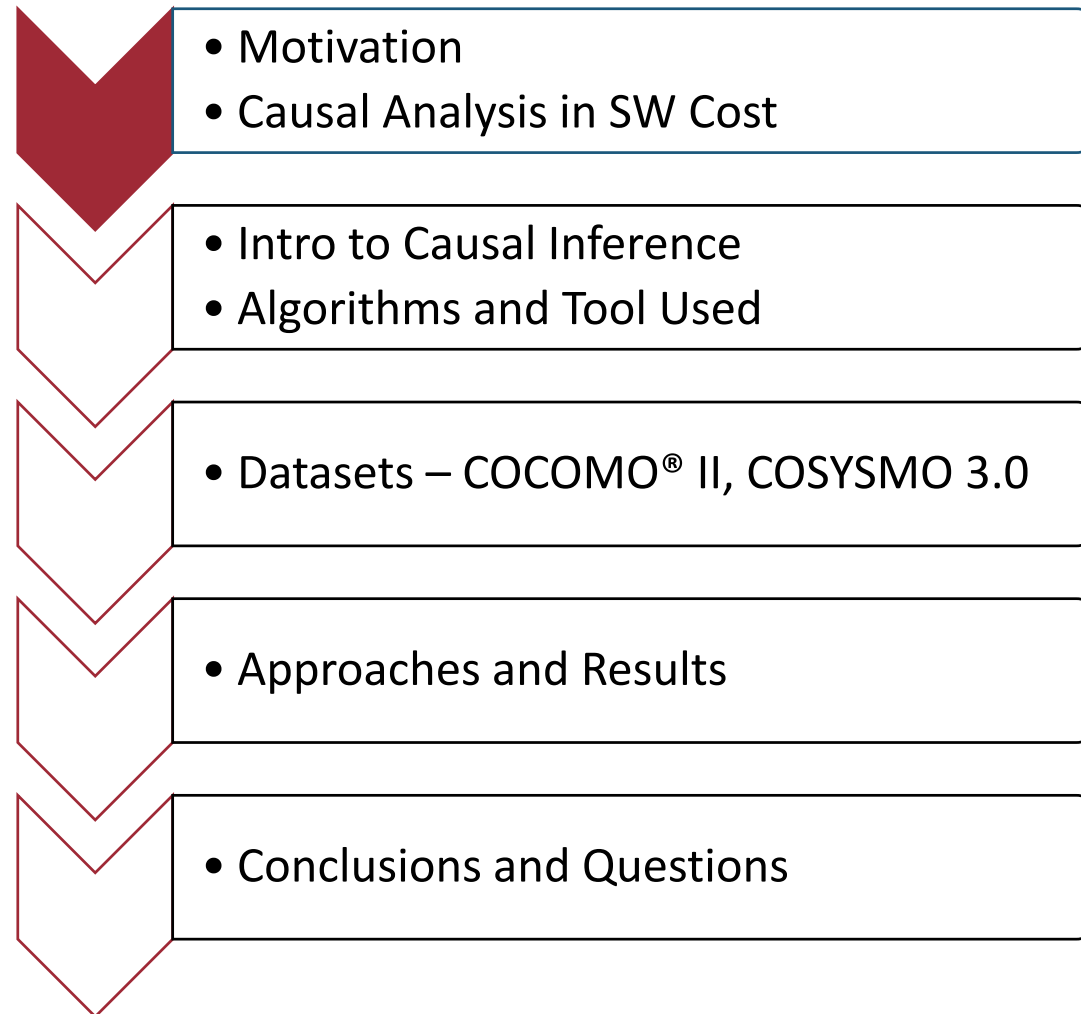 • Motivation
• Causal Analysis in SW Cost
• Intro to Causal Inference
• Algorithms and Tool Used
• Datasets – COCOMO® II, COSYSMO 3.0
• Approaches and Results
• Conclusions and Questions